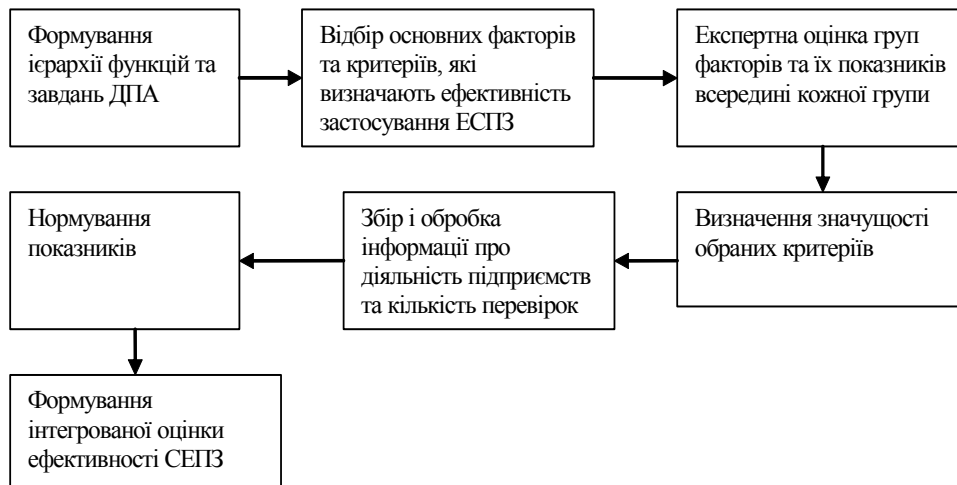 Формування
ієрархії функцій та
завдань ДПА
Відбір основних факторів
та критеріїв, які
визначають ефективність
застосування ЕСПЗ
Експертна оцінка груп
факторів та їх показників
всередині кожної групи
Визначення значущості
обраних критеріїв
Збір і обробка
інформації про
діяльність підприємств
та кількість перевірок
Нормування
показників
Формування
інтегрованої оцінки
ефективності СЕПЗ